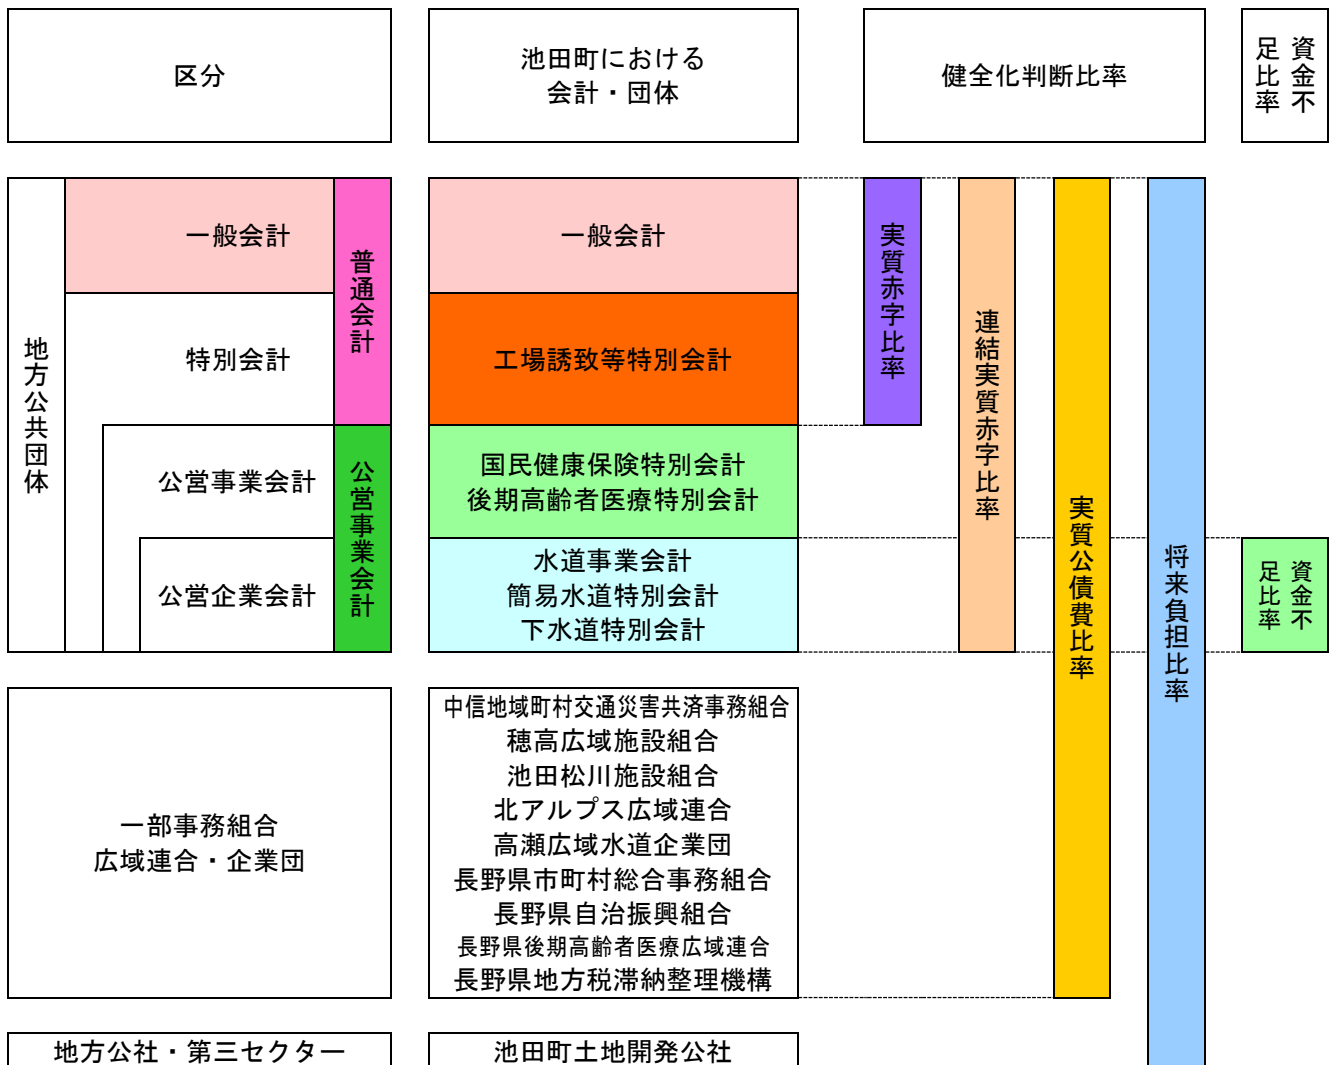 区分
池田町における
会計・団体
健全化判断比率
資金不
足比率
地方公共団体
一般会計
特別会計
公営事業会計
公営企業会計
普通会計
公営事業会計
一般会計
工場誘致等特別会計
国民健康保険特別会計
後期高齢者医療特別会計
水道事業会計
簡易水道特別会計
下水道特別会計
実質赤字比率
連結実質赤字比率
実質公債費比率
将来負担比率
資金不
足比率
一部事務組合
広域連合・企業団
中信地域町村交通災害共済事務組合
穂高広域施設組合
池田松川施設組合
北アルプス広域連合
高瀬広域水道企業団
長野県市町村総合事務組合
長野県自治振興組合
長野県後期高齢者医療広域連合
長野県地方税滞納整理機構
地方公社・第三セクター
池田町土地開発公社